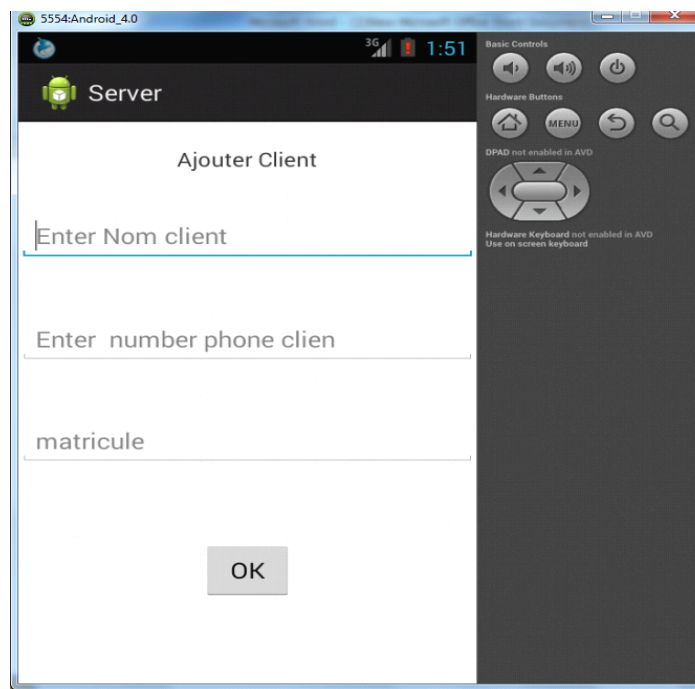 5554:Android_4.0
3G
1:51
Server
Ajouter Client
Enter Nom client
Enter  number phone clien
matricule
OK
Basic Controls
Hardware Buttons
MENU
DPAD not enabled in AVD
Hardware Keyboard not enabled in AVD
Use on screen keyboard